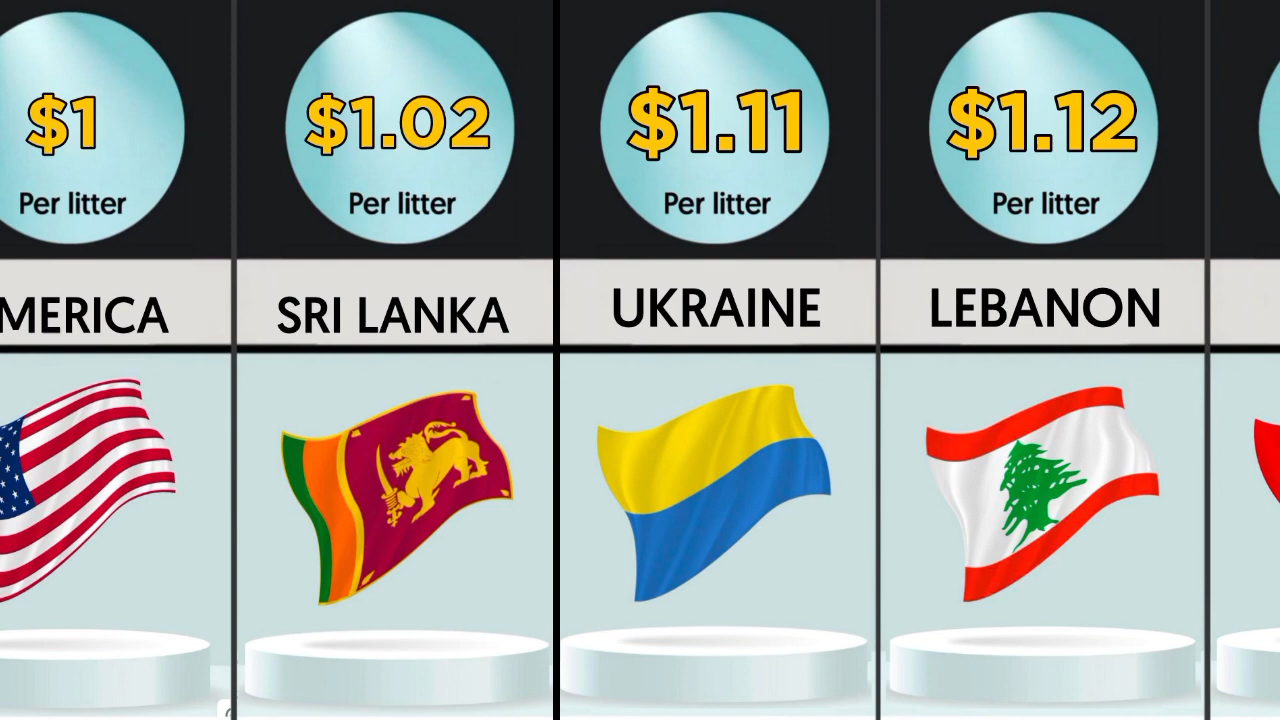 $1
Per litter
MERICA
$1.02
Per litter
SRI LANKA
$1.11
Per litter
UKRAINE
$1.12
Per litter
LEBANON